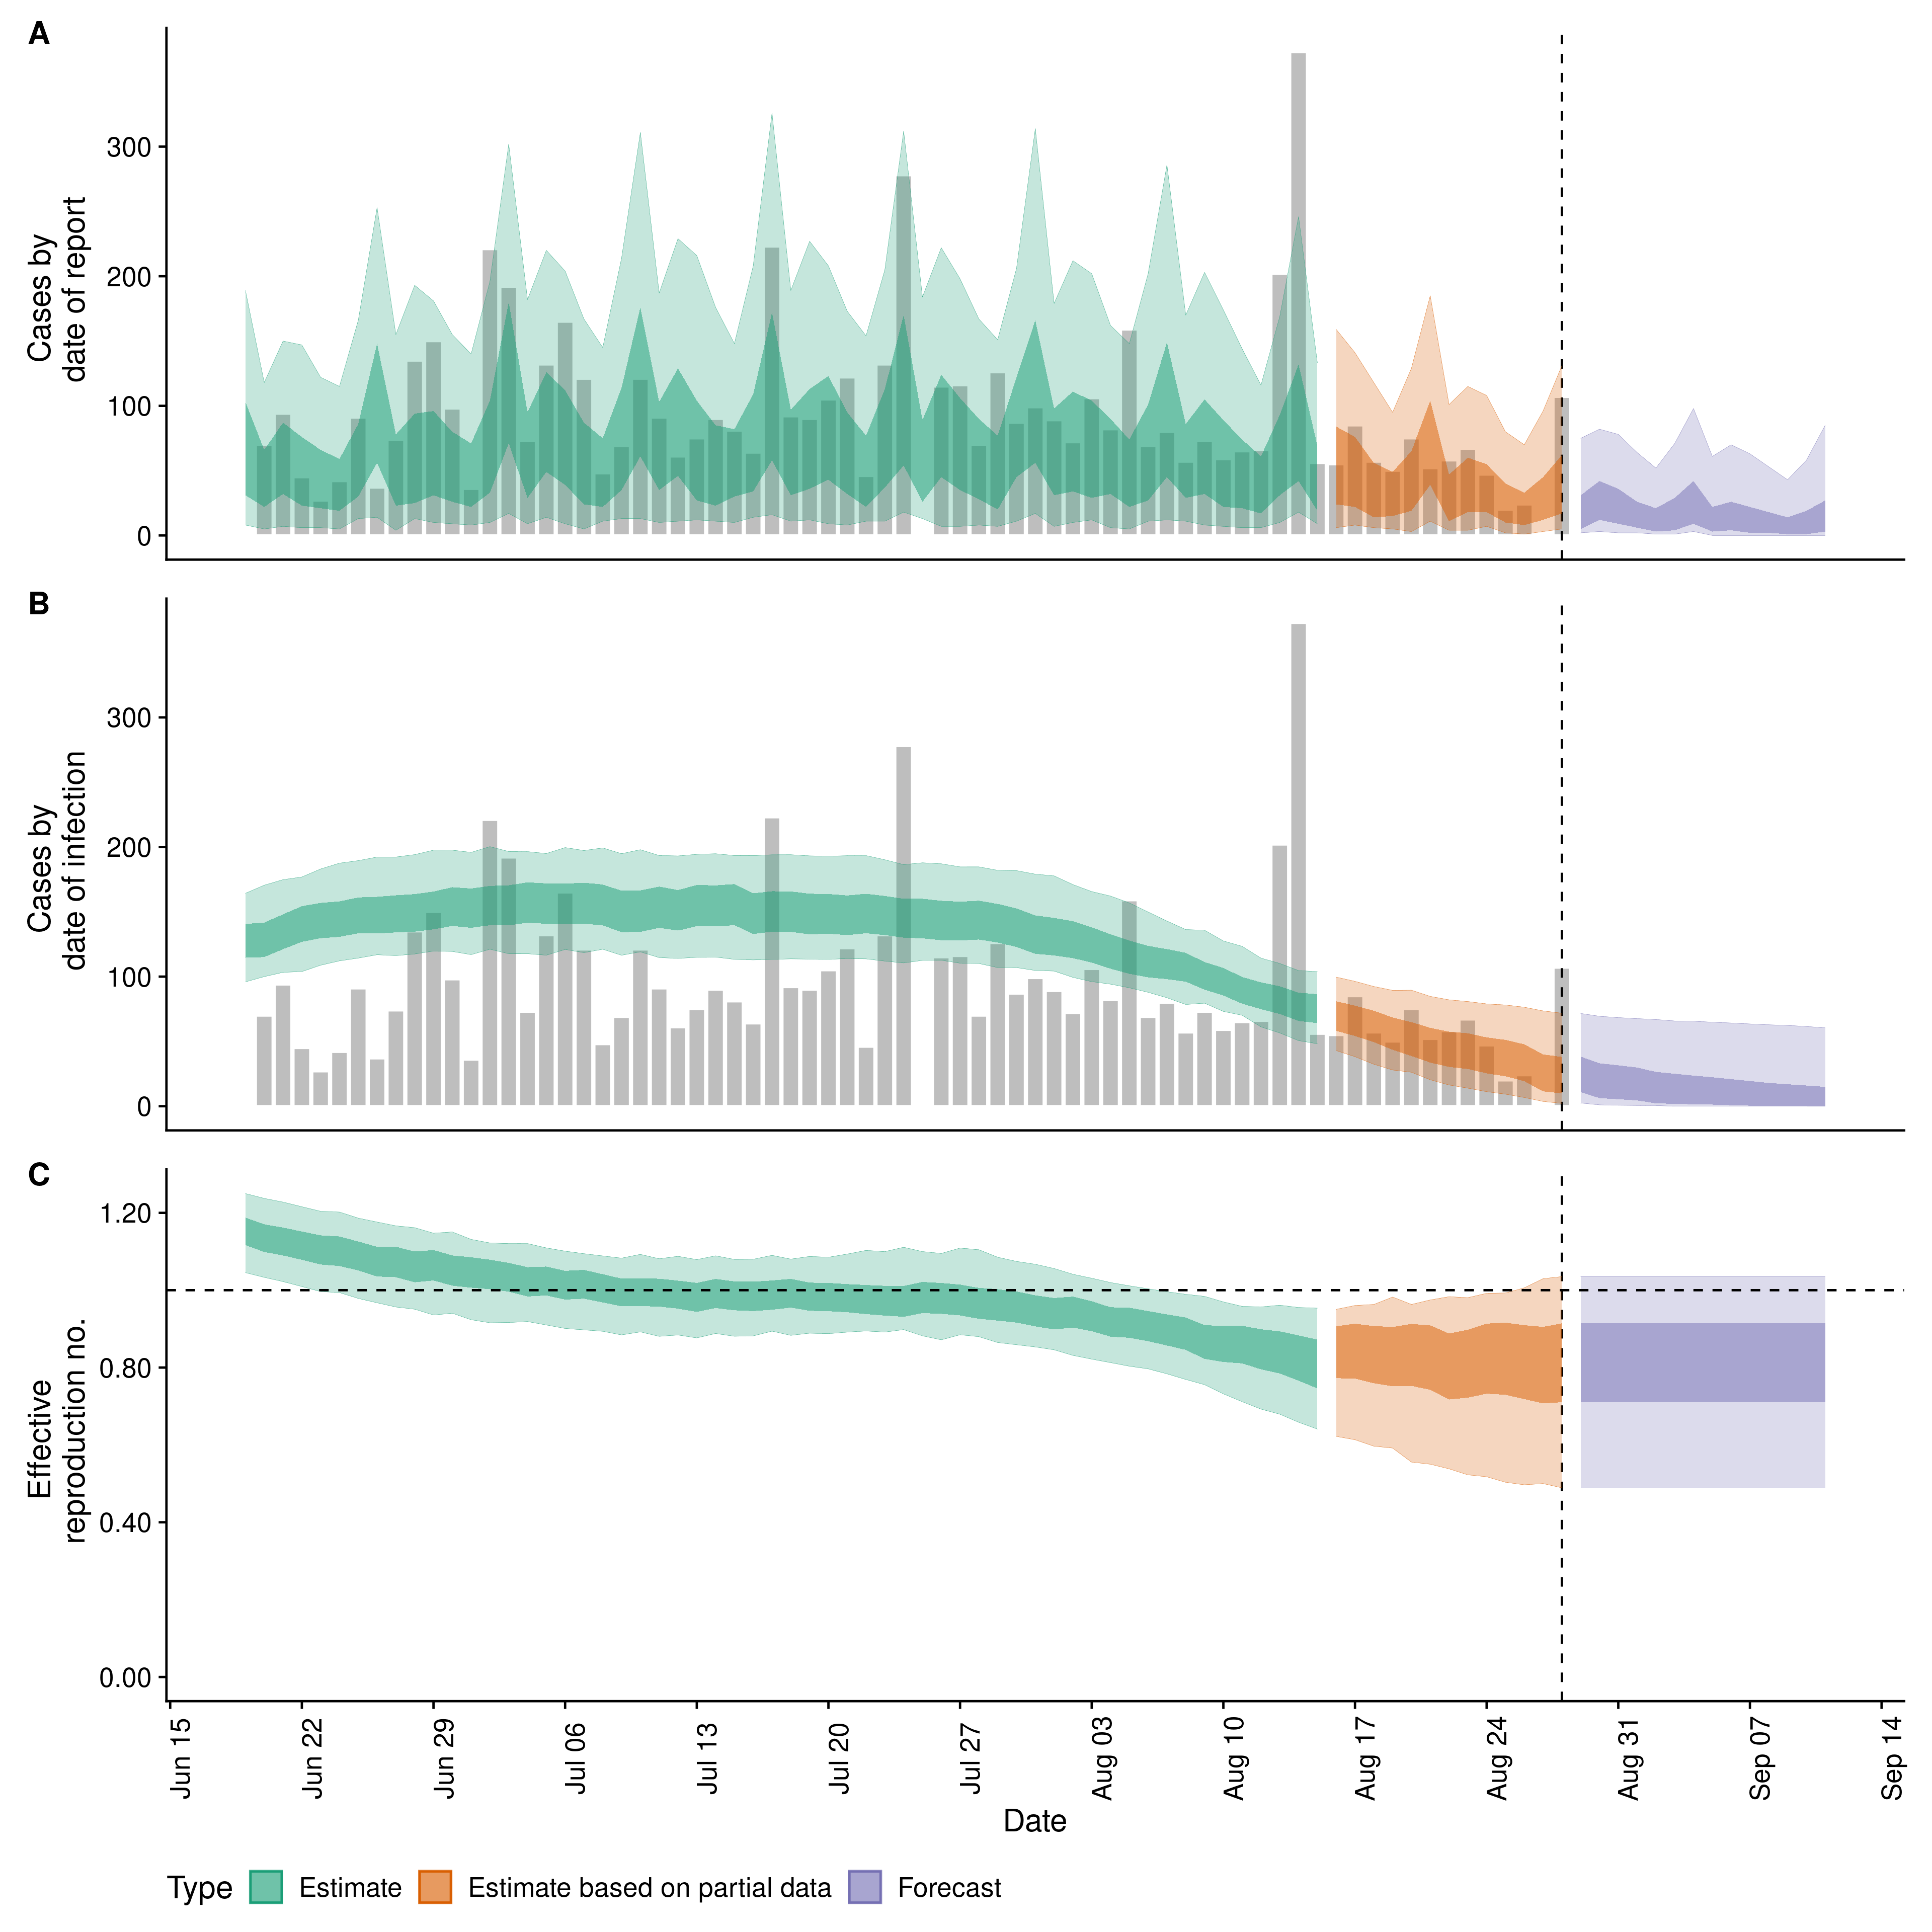 A
Cases by
date of report
300
200
100
0
B
Cases by
date of infection
300
200
100
0
C
Effective
reproduction no.
1.20
0.80
0.40
0.00
Jun 15
Jun 22
Jun 29
Jul 06
Jul 13
Jul 20
Jul 27
Aug 03
Aug 10
Aug 17
Aug 24
Aug 31
Sep 07
Sep 14
Date
Type
Estimate
Estimate based on partial data
Forecast